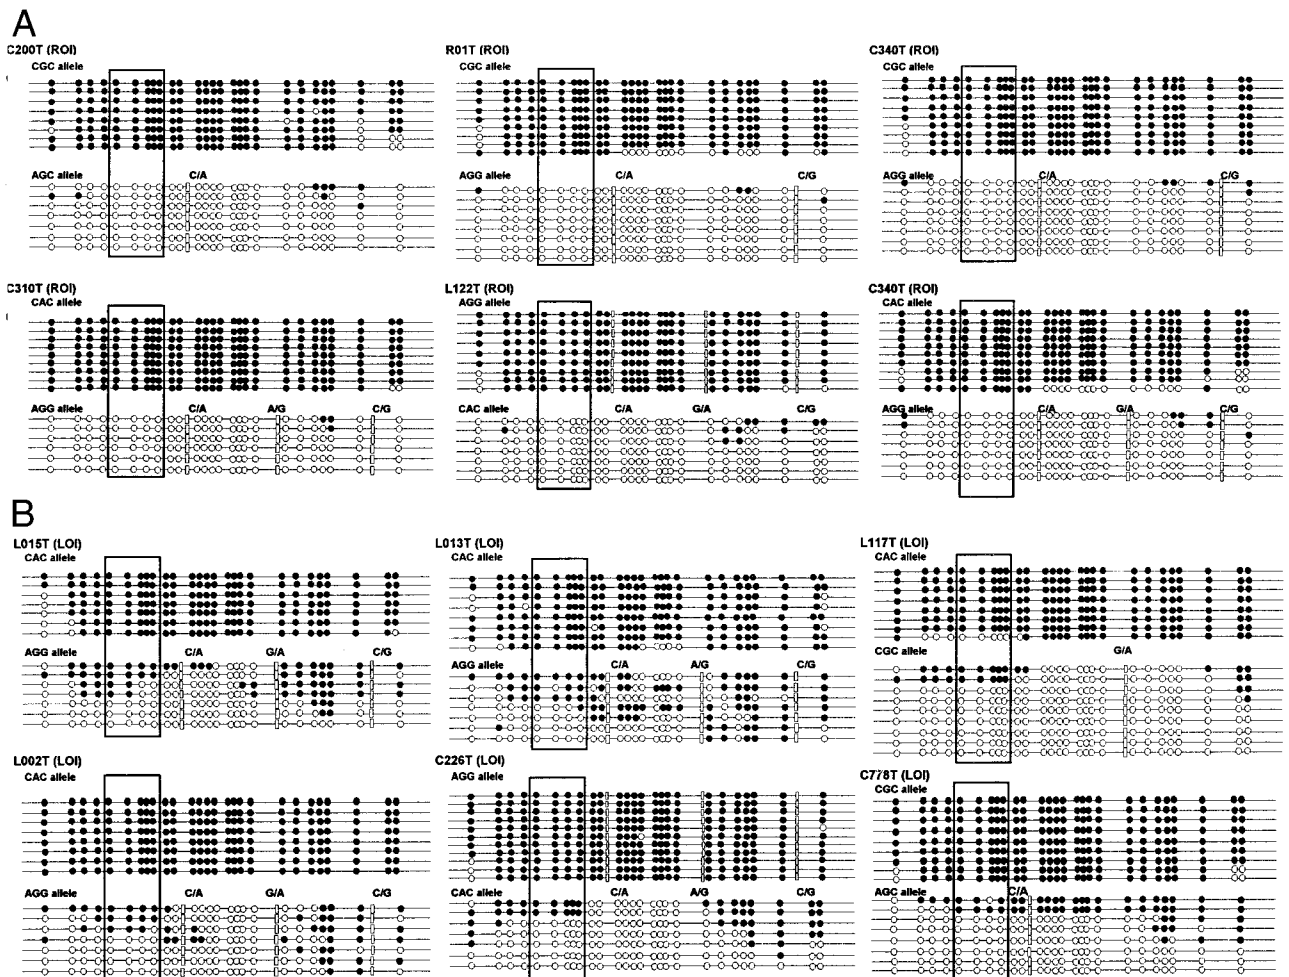 A
C200T (ROI)
CGC allele
AGC allele
C/A
R01T (ROI)
CGC allele
AGG allele
C/A
C/G
C340T (ROI)
CGC allele
AGG allele
C/A
C/G
C310T (ROI)
CAC allele
AGG allele
C/A
A/G
C/G
L122T (ROI)
AGG allele
CAC allele
C/A
G/A
C/G
C340T (ROI)
CAC allele
AGG allele
C/A
G/A
C/G
B
L015T (LOI)
CAC allele
AGG allele
C/A
G/A
C/G
L013T (LOI)
CAC allele
AGG allele
C/A
A/G
C/G
L117T (LOI)
CAC allele
CGC allele
G/A
L002T (LOI)
CAC allele
AGG allele
C/A
G/A
C/G
C226T (LOI)
AGG allele
CAC allele
C/A
A/G
C/G
C778T (LOI)
CGC allele
AGC allele
C/A